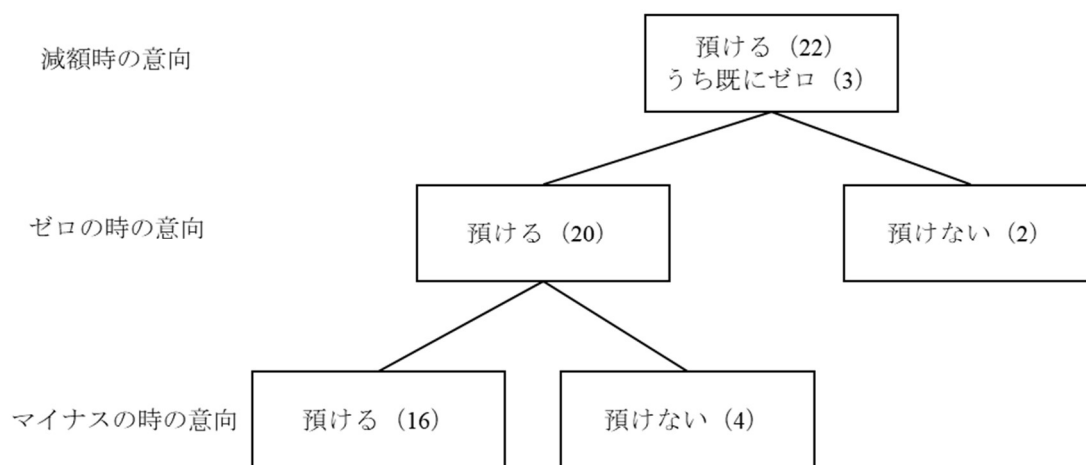 減額時の意向
預ける（22）
うち既にゼロ（3）
ゼロの時の意向
預ける（20）
預けない（2）
マイナスの時の意向
預ける（16）
預けない（4）